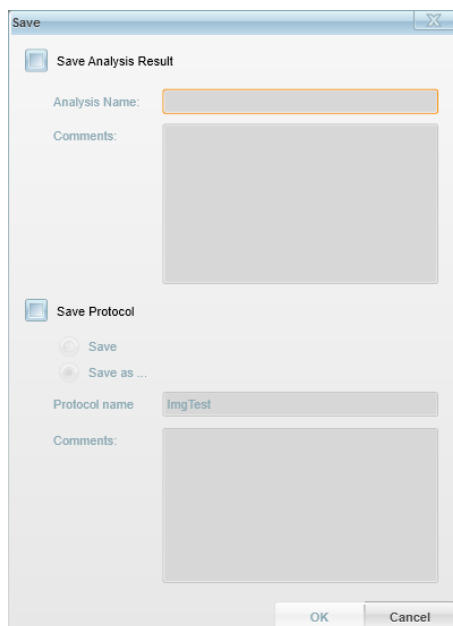 Save
Save Analysis Result
Analysis Name:
Comments:
Save Protocol
Save
Save as ...
Protocol name ImgTest
Comments:
OK Cancel